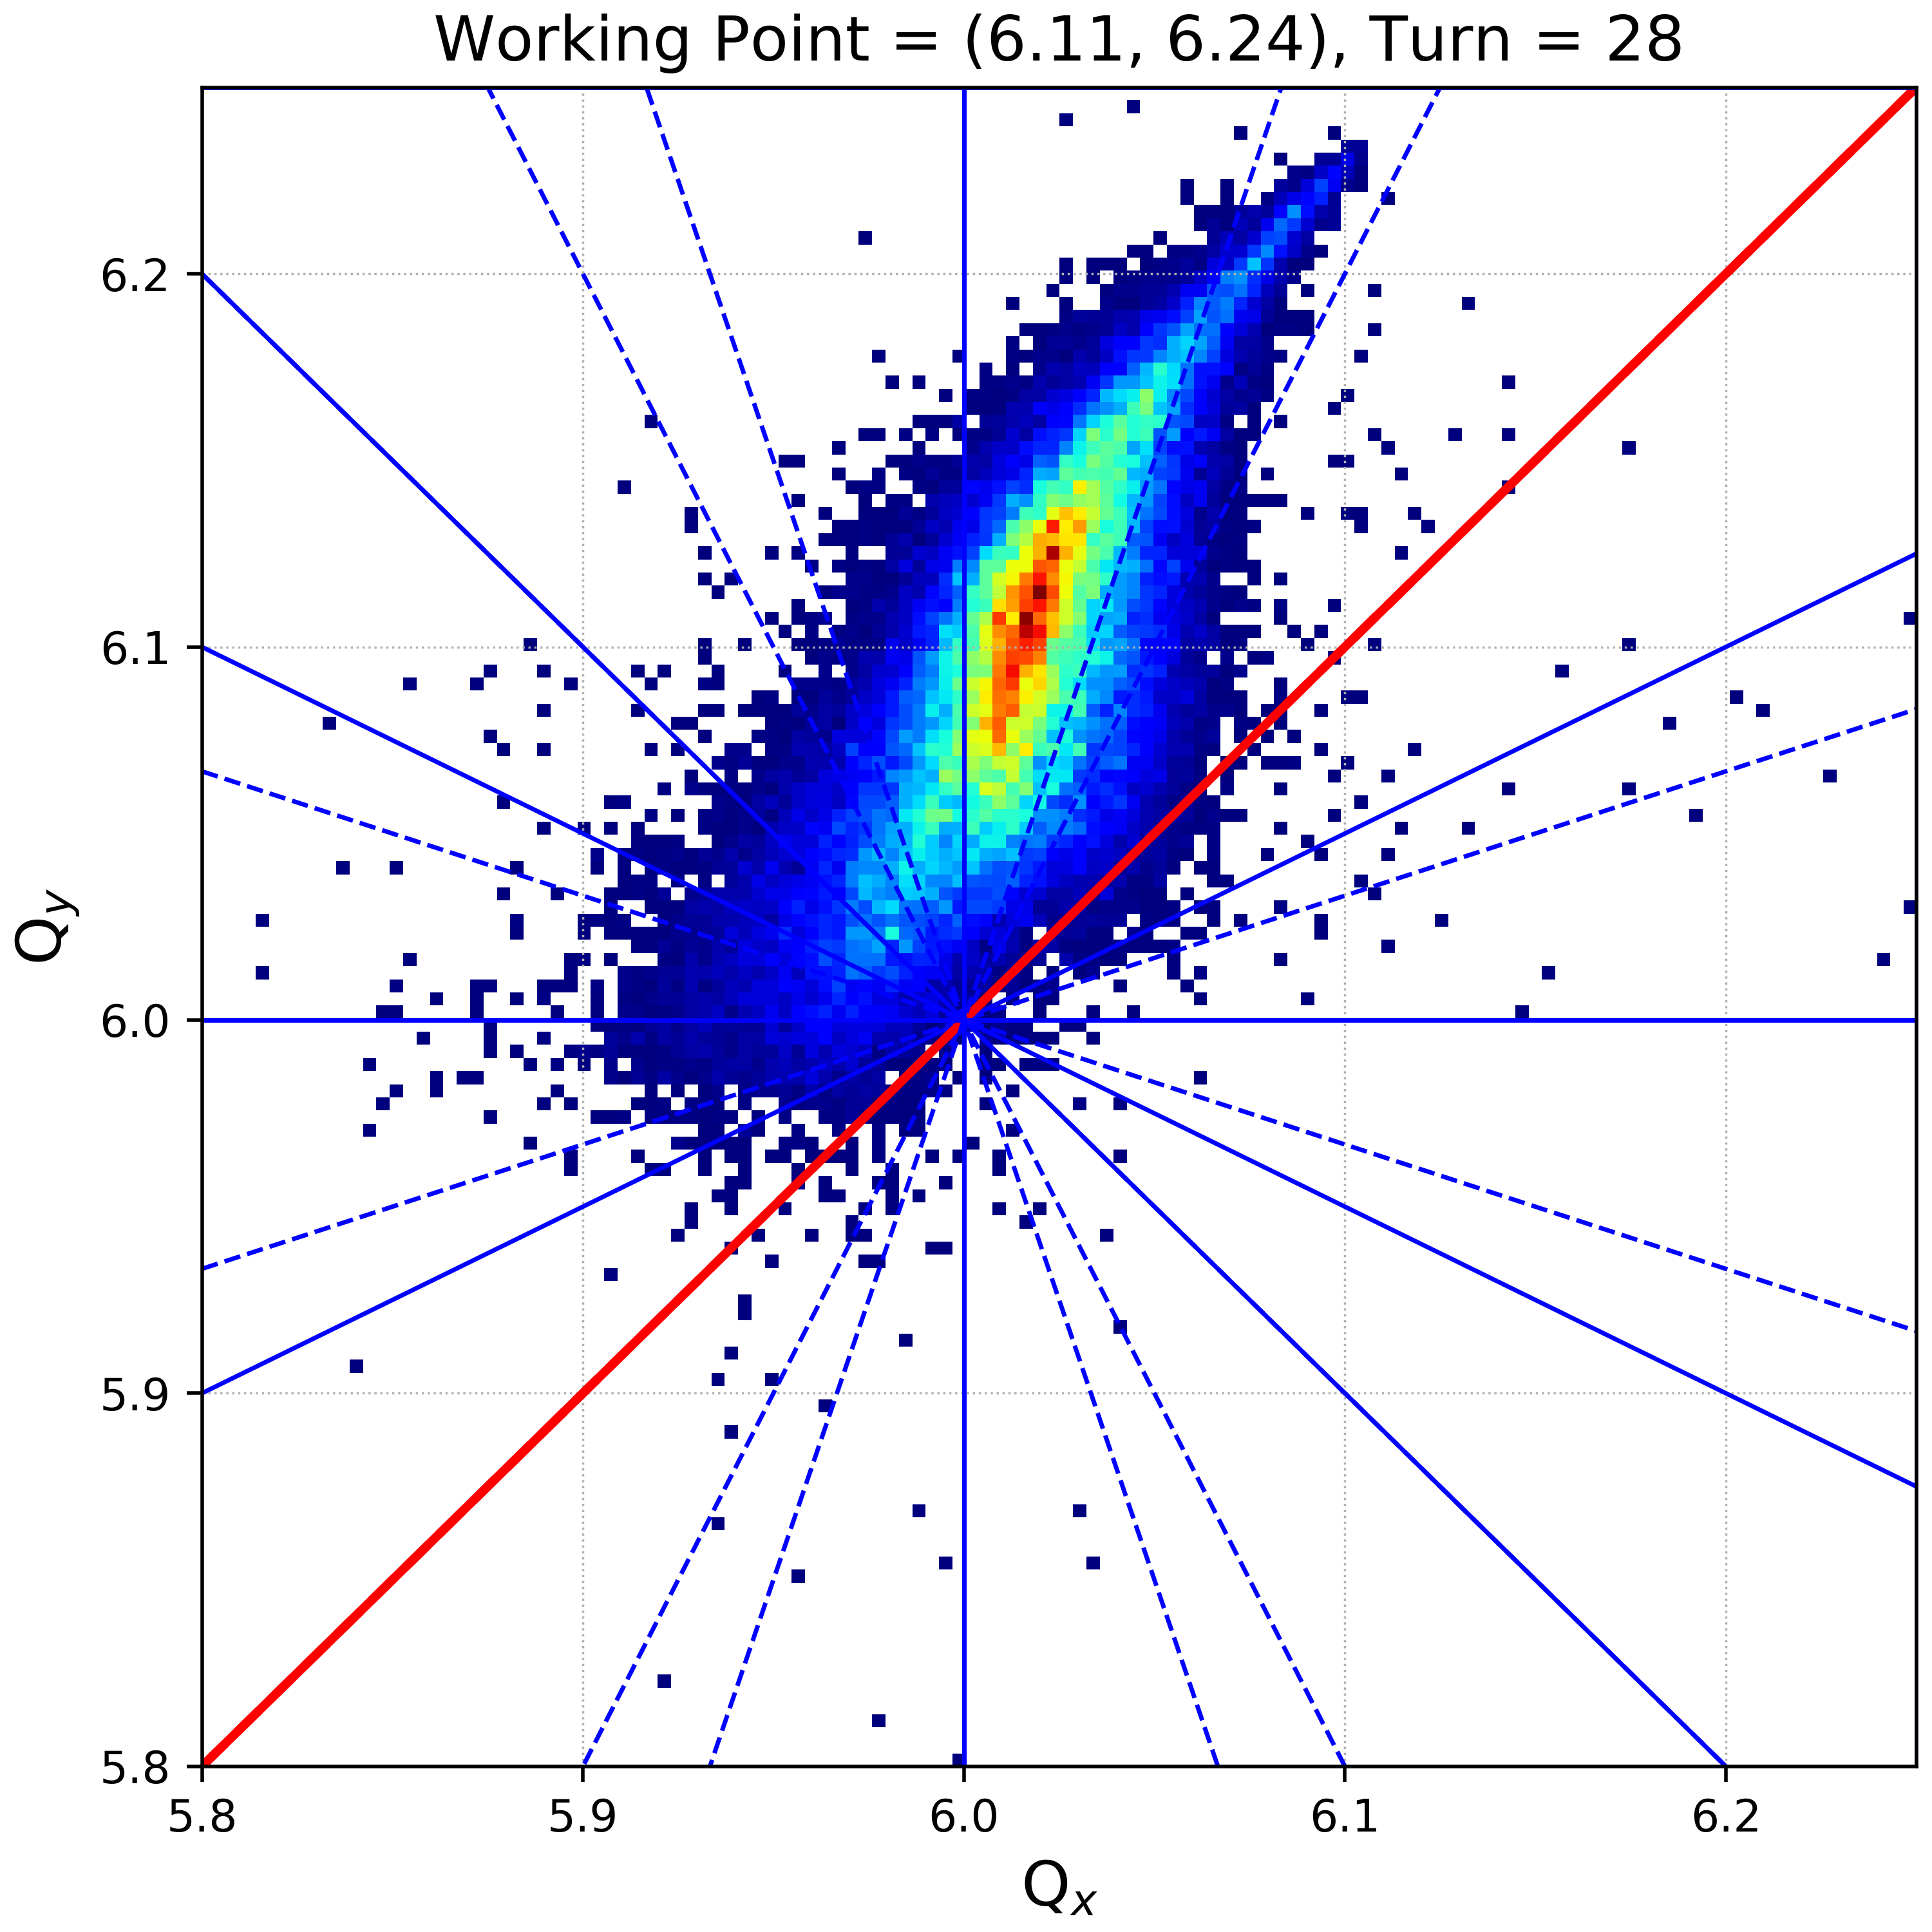 Working Point = (6.11, 6.24), Turn = 28
6.2
6.1
6.0
5.9
5.8
Qy
5.8 5.9 6.0 6.1 6.2
Qx